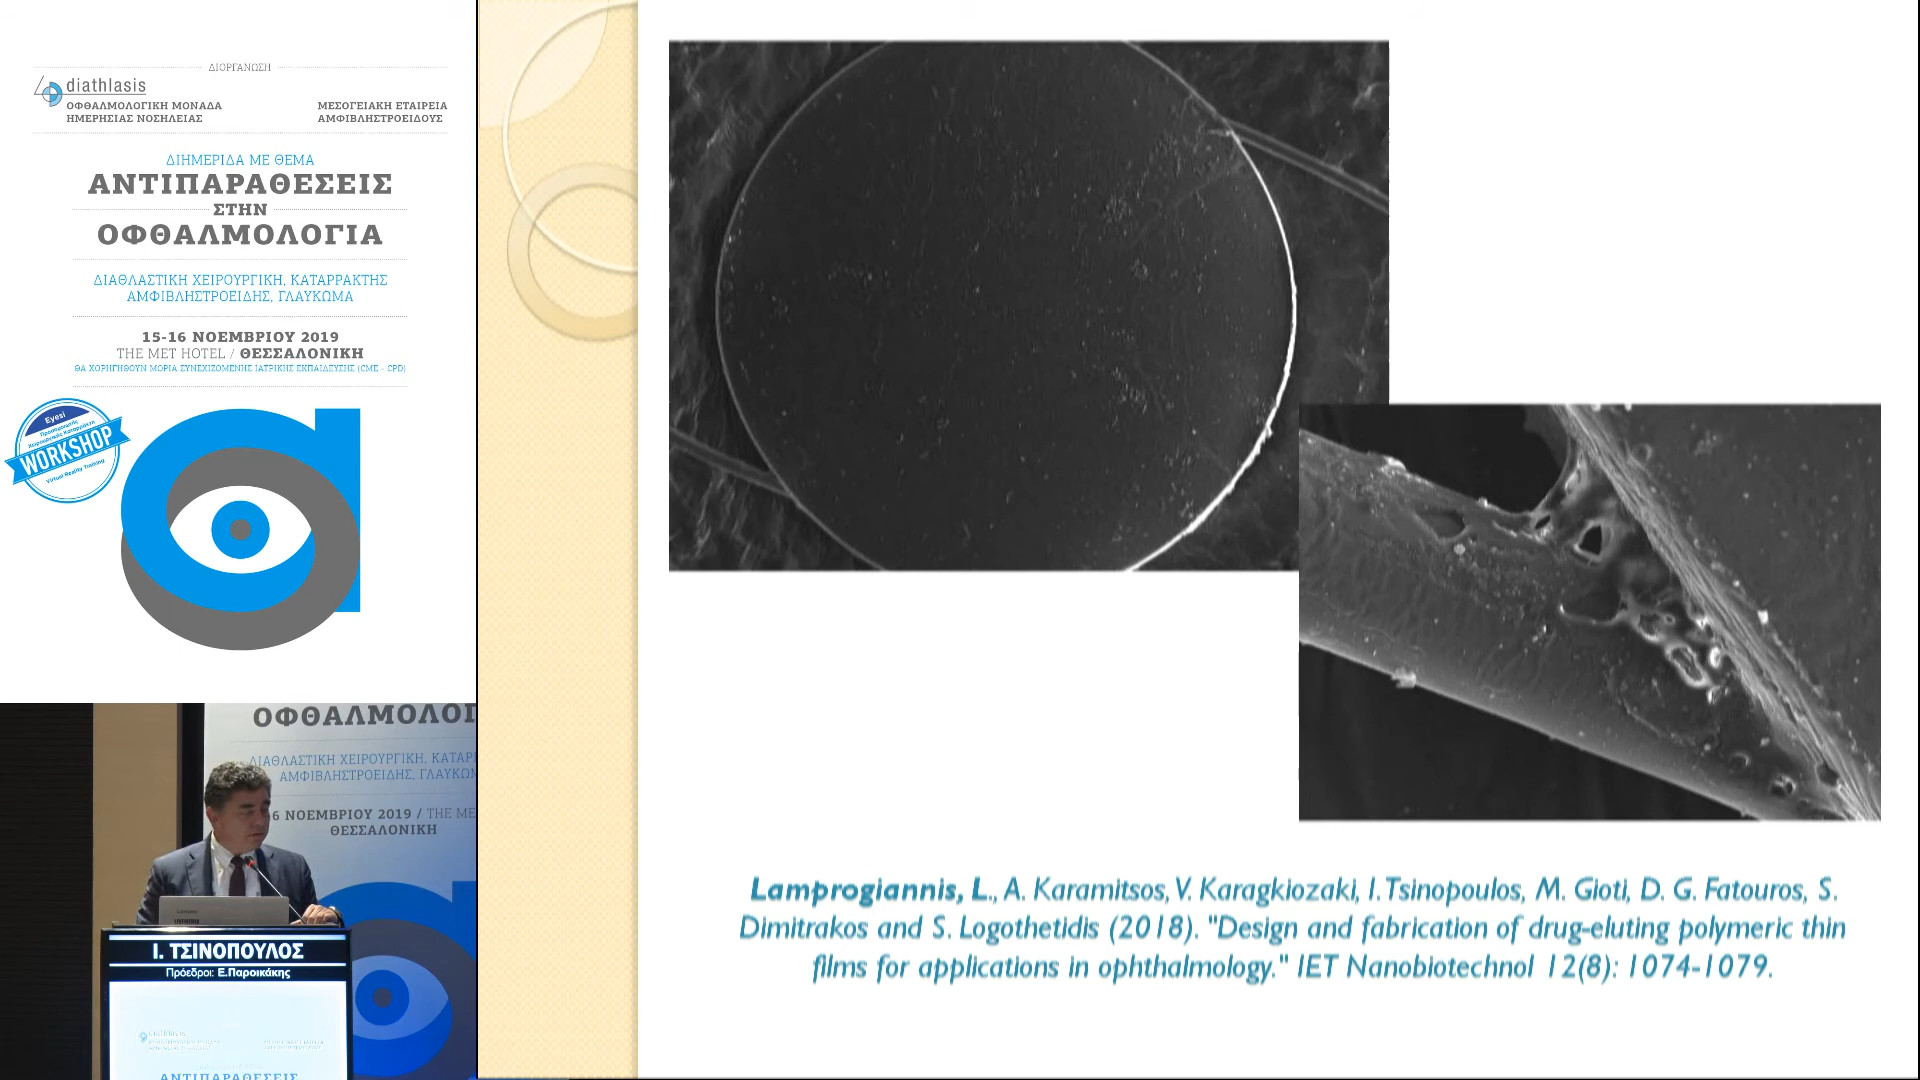 ΔΙΟΡΓΑΝΩΣΗ
diathlasis
ΟΦΘΑΛΜΟΛΟΓΙΚΗ ΜΟΝΑΔΑ
ΗΜΕΡΗΣΙΑΣ ΝΟΣΗΛΕΙΑΣ
ΜΕΣΟΓΕΙΑΚΗ ΕΤΑΙΡΕΙΑ
ΑΜΦΙΒΛΗΣΤΡΟΕΙΔΟΥΣ
ΔΙΗΜΕΡΙΔΑ ΜΕ ΘΕΜΑ
ΑΝΤΙΠΑΡΑΘΕΣΕΙΣ
ΣΤΗΝ
ΟΦΘΑΛΜΟΛΟΓΙΑ
ΔΙΑΘΛΑΣΤΙΚΗ ΧΕΙΡΟΥΡΓΙΚΗ, ΚΑΤΑΡΡΑΚΤΗΣ
ΑΜΦΙΒΛΗΣΤΡΟΕΙΔΗΣ, ΓΛΑΥΚΩΜΑ
15-16 ΝΟΕΜΒΡΙΟΥ 2019
THE MET HOTEL / ΘΕΣΣΑΛΟΝΙΚΗ
ΘΑ ΧΟΡΗΓΗΘΟΥΝ ΜΟΡΙΑ ΣΥΝΕΧΙΖΟΜΕΝΗΣ ΙΑΤΡΙΚΗΣ ΕΚΠΑΙΔΕΥΣΗΣ (CME - CPD)
Eyesi
WORKSHOP
Virtual Reality Training
ΟΦΘΑΛΜΟΛΟΓ
ΔΙΑΘΛΑΣΤΙΚΗ ΧΕΙΡΟΥΡΓΙΚΗ, ΚΑΤΑΡ
ΑΜΦΙΒΛΗΣΤΡΟΕΙΔΗΣ, ΓΛΑΥΚΩΜ
6 ΝΟΕΜΒΡΙΟΥ 2019 / THE ME
ΘΕΣΣΑΛΟΝΙΚΗ
Ι. ΤΣΙΝΟΠΟΥΛΟΣ
Πρόεδροι: Ε.Παροικάκης
diathlasis
ΑΝΤΙΠΑΡΑΘΕΣΕΙΣ
Lamprogiannis, L., A. Karamitsos, V. Karagkiozaki, I. Tsinopoulos, M. Gioti, D. G. Fatouros, S.
Dimitrakos and S. Logothetidis (2018). "Design and fabrication of drug-eluting polymeric thin
films for applications in ophthalmology." IET Nanobiotechnol 12(8): 1074-1079.